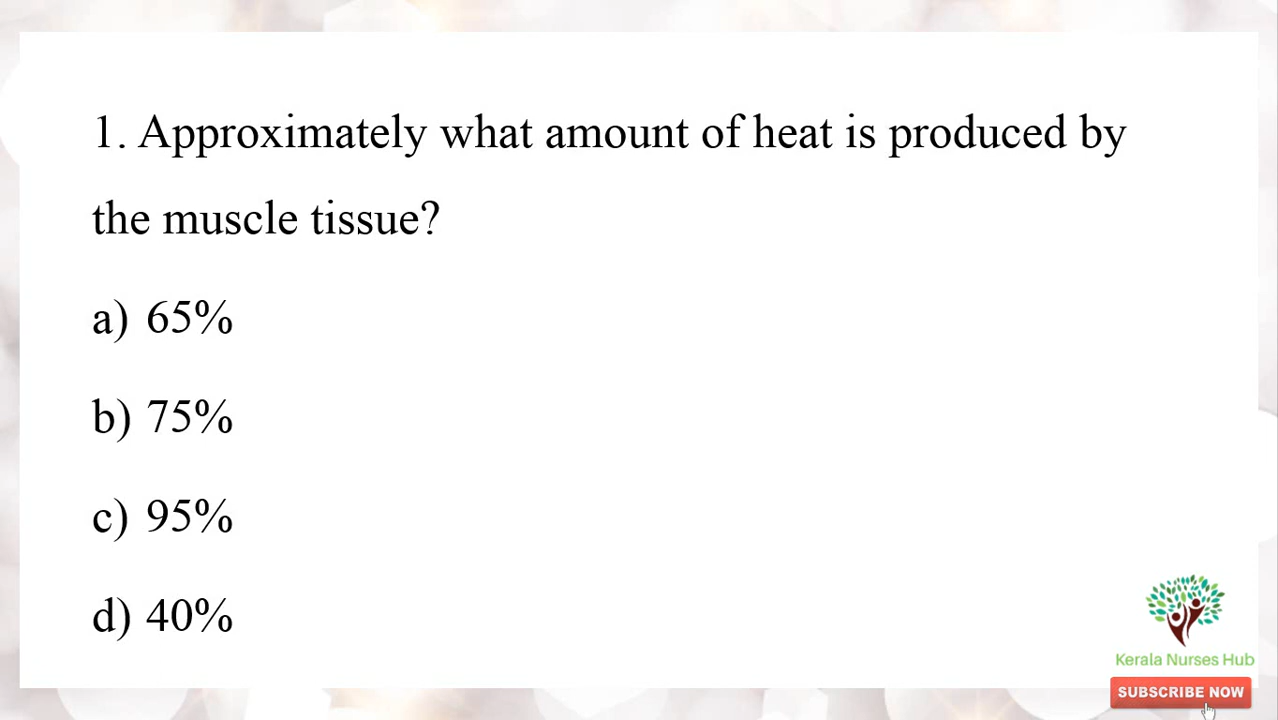 1. Approximately what amount of heat is produced by
the muscle tissue?
a) 65%
b) 75%
c) 95%
d) 40%
Kerala Nurses Hub
SUBSCRIBE NOW